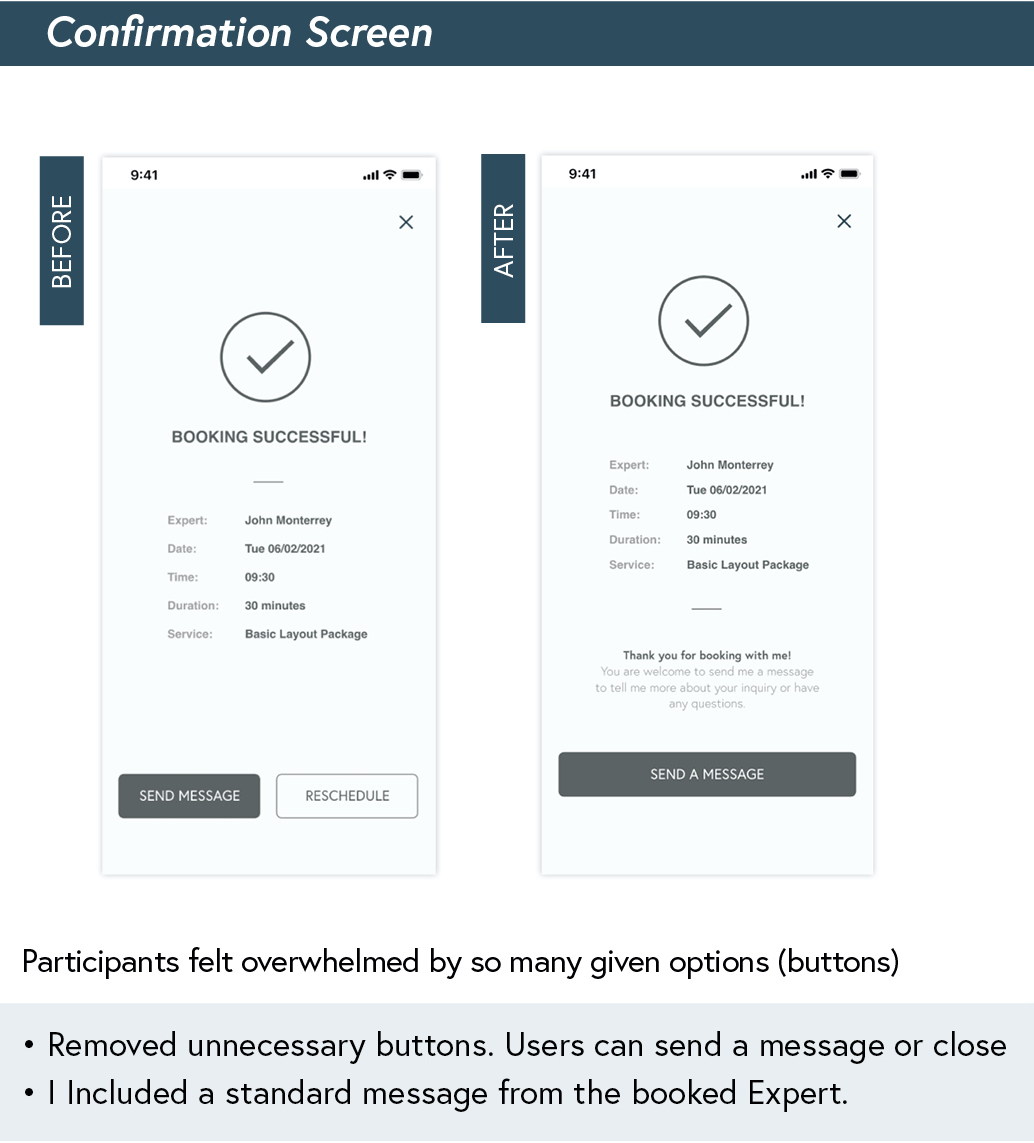 Confirmation Screen
BEFORE
9:41
BOOKING SUCCESSFUL!
Expert: John Monterrey
Date: Tue 06/02/2021
Time: 09:30
Duration: 30 minutes
Service: Basic Layout Package
SEND MESSAGE RESCHEDULE
AFTER
9:41
BOOKING SUCCESSFUL!
Expert: John Monterrey
Date: Tue 06/02/2021
Time: 09:30
Duration: 30 minutes
Service: Basic Layout Package
Thank you for booking with me!
You are welcome to send me a message
to tell me more about your inquiry or have
any questions.
SEND A MESSAGE
Participants felt overwhelmed by so many given options (buttons)
• Removed unnecessary buttons. Users can send a message or close
• I Included a standard message from the booked Expert.